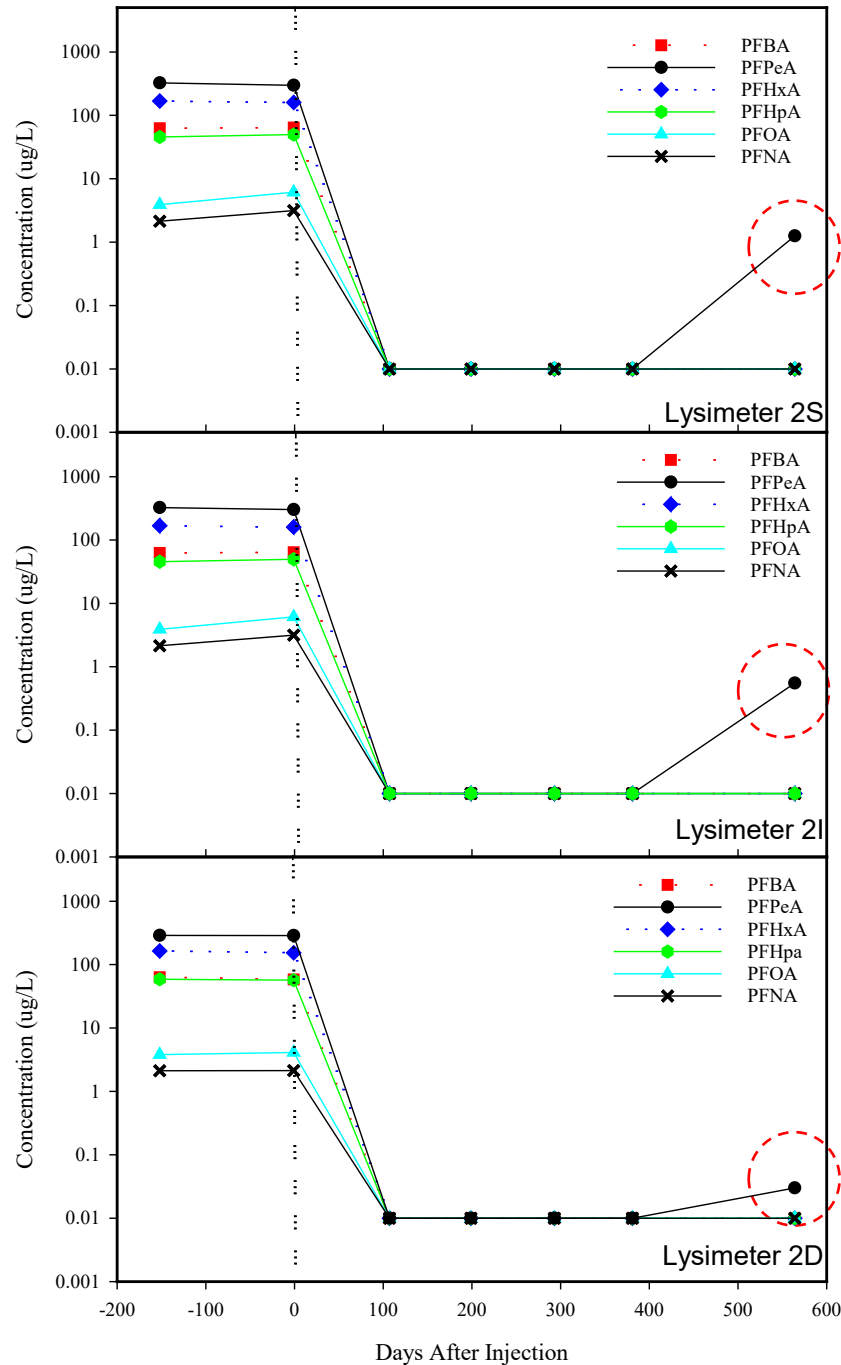 1000
100
10
1
0.1
0.01
0.001
Concentration (ug/L)
PFBA
PFPeA
PFHxA
PFHpA
PFOA
PFNA
Lysimeter 2S
1000
100
10
1
0.1
0.01
0.001
Concentration (ug/L)
PFBA
PFPeA
PFHxA
PFHpA
PFOA
PFNA
Lysimeter 2I
1000
100
10
1
0.1
0.01
0.001
Concentration (ug/L)
PFBA
PFPeA
PFHxA
PFHpa
PFOA
PFNA
Lysimeter 2D
-200 -100 0 100 200 300 400 500 600
Days After Injection